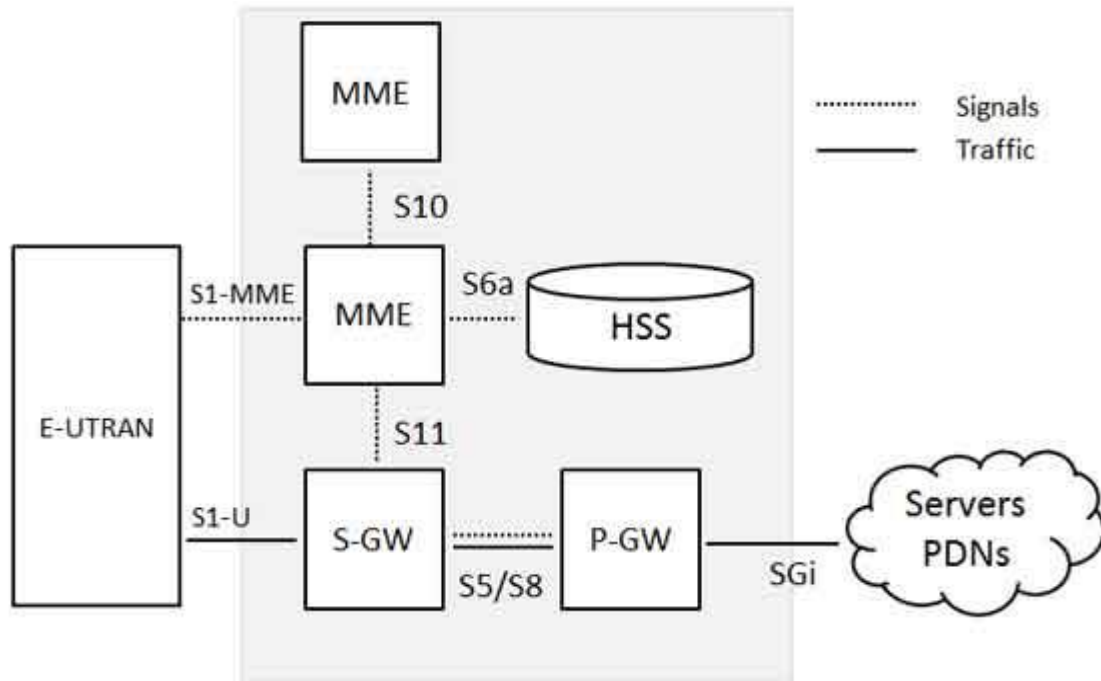 MME
Signals
Traffic
S10
S1-MME
MME
S6a
HSS
E-UTRAN
S11
S1-U
S-GW
S5/S8
P-GW
SGi
Servers
PDNs